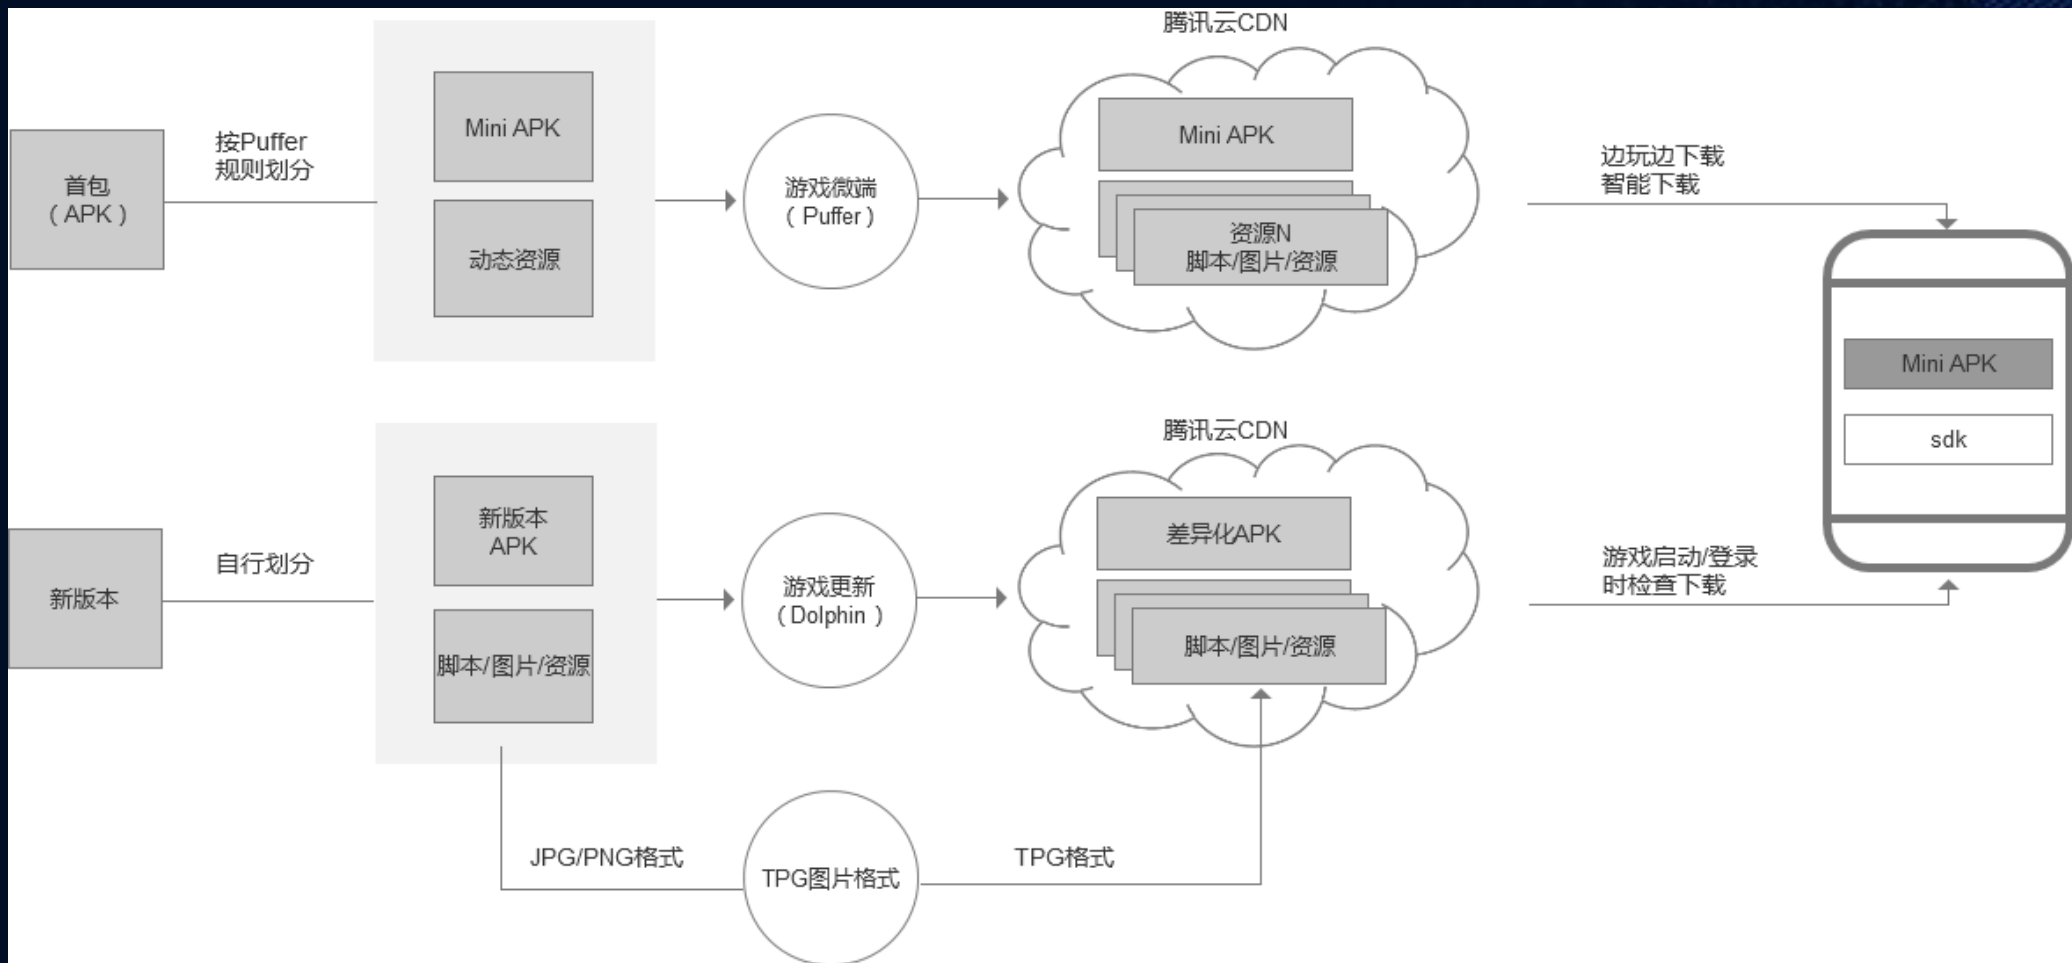 腾讯云CDN
首包
（APK）
按Puffer
规则划分
Mini APK
动态资源
游戏微端
（Puffer）
Mini APK
资源N
脚本/图片/资源
边玩边下载
智能下载
Mini APK
sdk
腾讯云CDN
新版本
自行划分
新版本
APK
脚本/图片/资源
游戏更新
（Dolphin）
差异化APK
脚本/图片/资源
游戏启动/登录
时检查下载
JPG/PNG格式
TPG图片格式
TPG格式